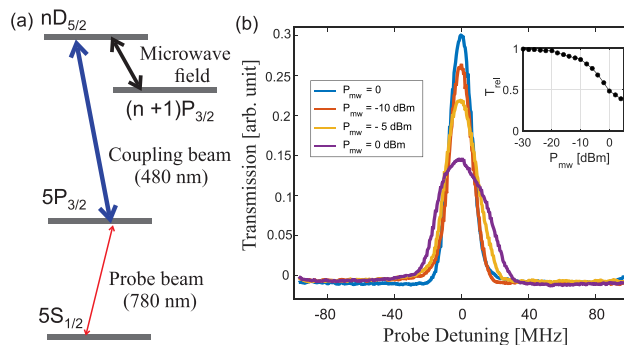 (a)
nD5/2
Microwave
field
(n +1)P3/2
Coupling beam
(480 nm)
5P3/2
Probe beam
(780 nm)
5S1/2
(b)
Transmission [arb. unit]
0.3
0.25
0.2
0.15
0.1
0.05
0
-80
-40
0
40
80
Probe Detuning [MHz]
Pmw = 0
Pmw = -10 dBm
Pmw = - 5 dBm
Pmw = 0 dBm
Trel
1
0.5
0
-30
-20
-10
0
Pmw [dBm]